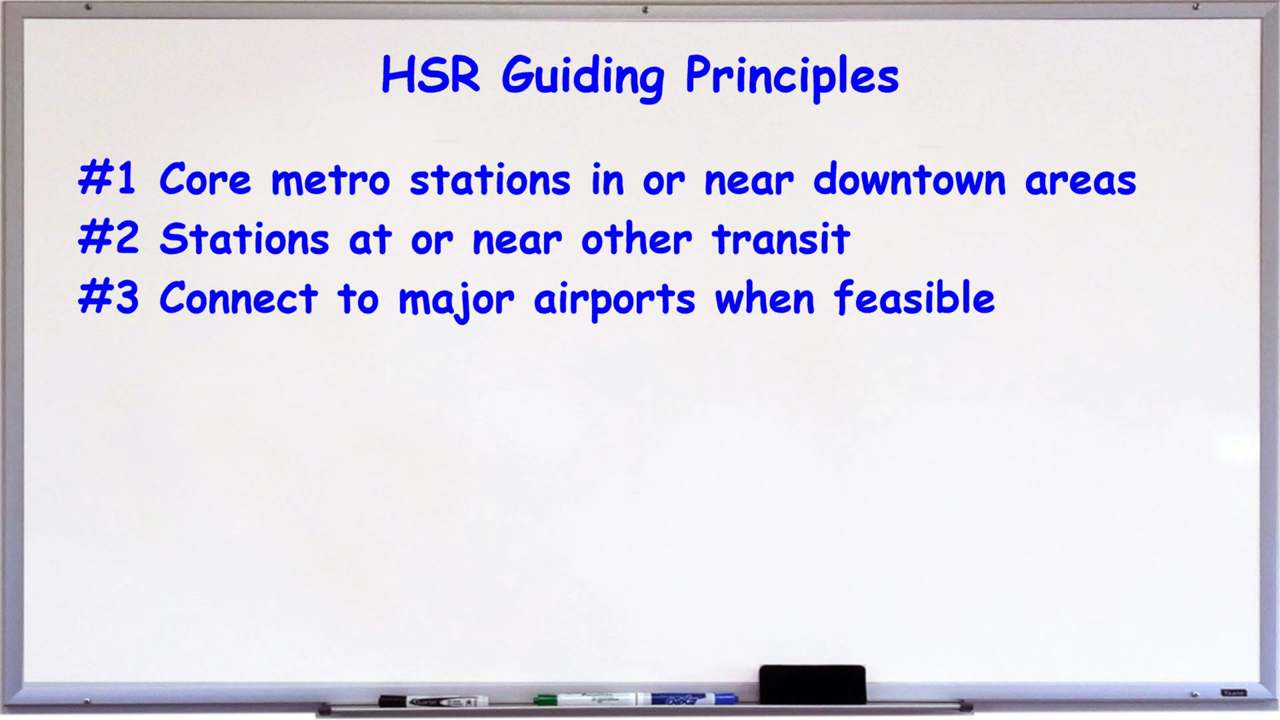 HSR Guiding Principles
#1 Core metro stations in or near downtown areas
#2 Stations at or near other transit
#3 Connect to major airports when feasible